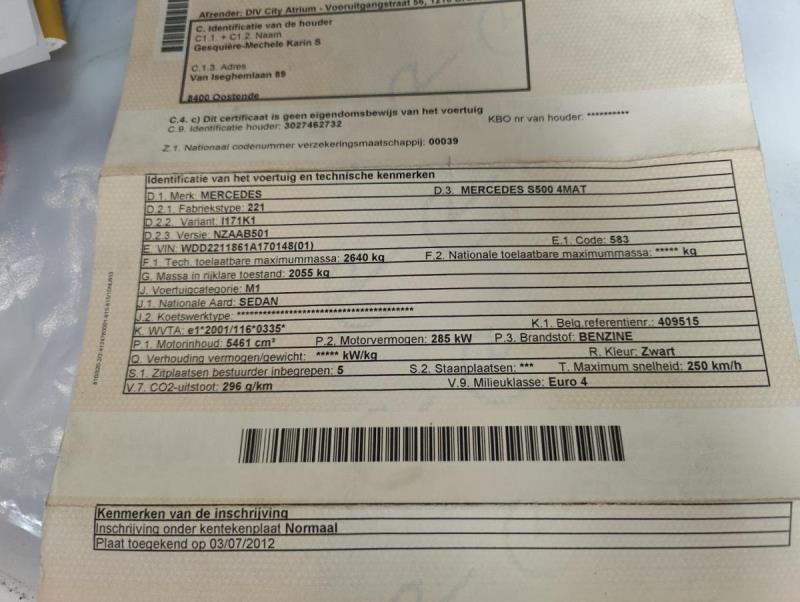 Afzender: DIV City Atrium - Vooruitgangstraat 56, 1210
C. Identificatie van de houder
C1.1. + C1.2. Naam
Gesquière-Mechele Karin S
C.1.3. Adres
Van Iseghemlaan 89
8400 Oostende
C.4. c) Dit certificaat is geen eigendomsbewijs van het voertuig
C.9. Identificatie houder: 3027462732 KBO nr van houder: **********
Z.1. Nationaal codenummer verzekeringsmaatschappij: 00039
Identificatie van het voertuig en technische kenmerken
D.1. Merk: MERCEDES D.3. MERCEDES S500 4MAT
D.2.1. Fabriekstype: 221
D.2.2. Variant: I171K1
D.2.3. Versie: NZAAB501
E. VIN: WDD2211861A170148(01) E.1. Code: 583
F.1. Tech. toelaatbare maximummassa: 2640 kg F.2. Nationale toelaatbare maximummassa: ***** kg
G. Massa in rijklare toestand: 2055 kg
J. Voertuigcategorie: M1
J.1. Nationale Aard: SEDAN
J.2. Koetswerktype: ****************************************
K. WVTA: e1*2001/116*0335* K.1. Belg.referentienr.: 409515
P.1. Motorinhoud: 5461 cm³ P.2. Motorvermogen: 285 kW P.3. Brandstof: BENZINE
Q. Verhouding vermogen/gewicht: ***** kW/kg R. Kleur: Zwart
S.1. Zitplaatsen bestuurder inbegrepen: 5 S.2. Staanplaatsen: *** T. Maximum snelheid: 250 km/h
V.7. CO2-uitstoot: 296 g/km V.9. Milieuklasse: Euro 4
Kenmerken van de inschrijving
Inschrijving onder kentekenplaat Normaal
Plaat toegekend op 03/07/2012